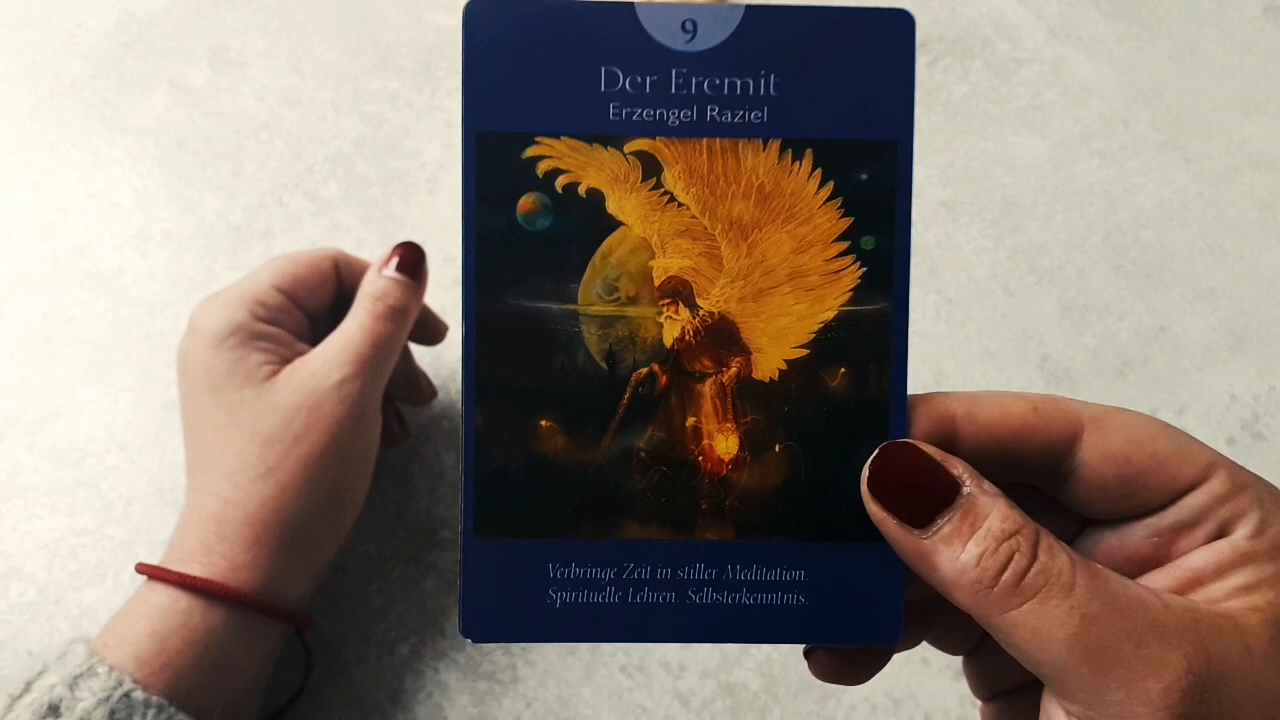 9
Der Eremit
Erzengel Raziel
Verbringe Zeit in stiller Meditation.
Spirituelle Lehren. Selbsterkenntnis.